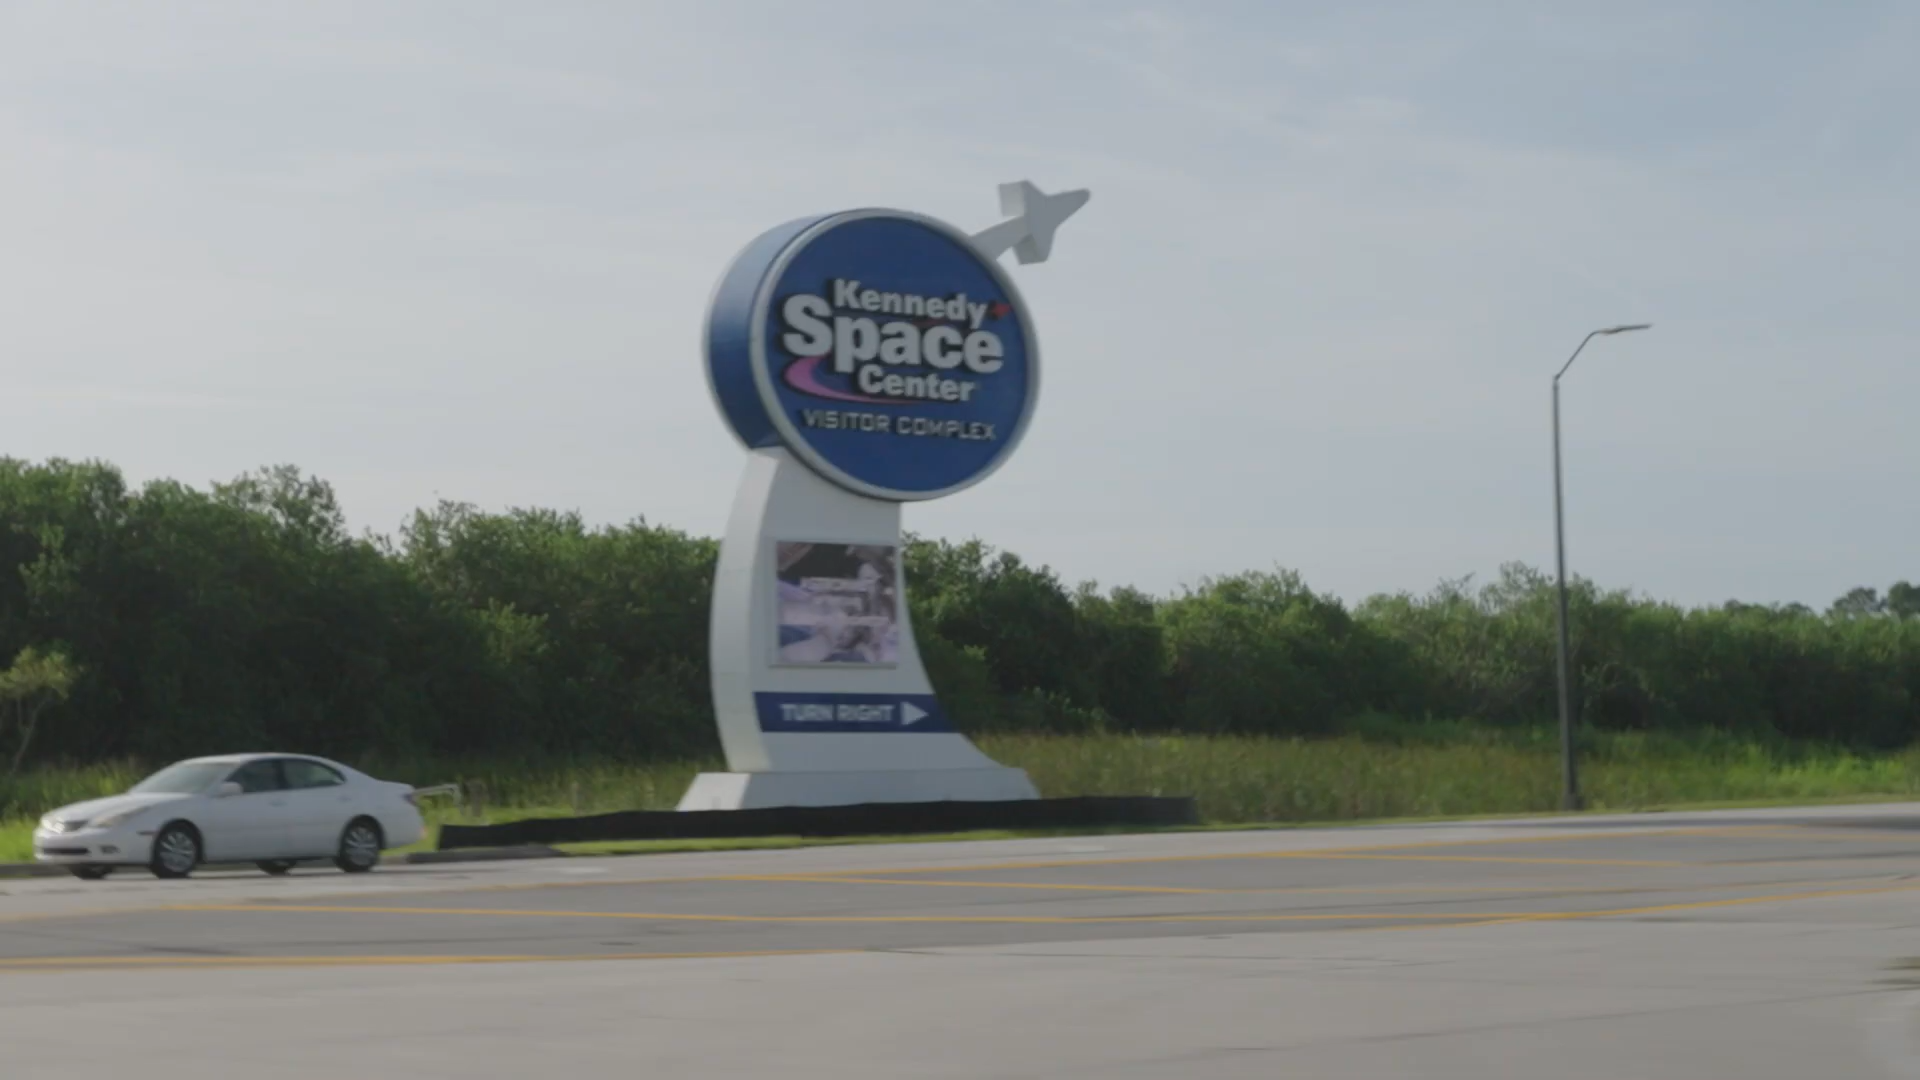 Kennedy
Space
Center
VISITOR COMPLEX
TURN RIGHT